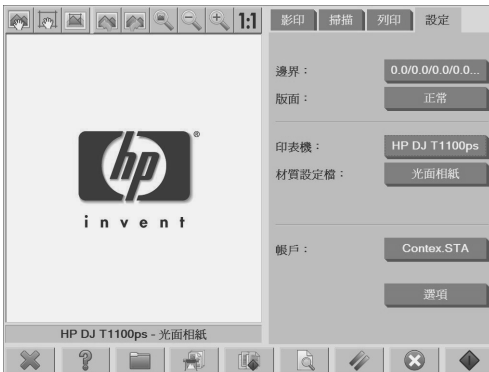 1:1
影印 掃描 列印 設定
邊界： 0.0/0.0/0.0/0.0...
版面： 正常
印表機： HP DJ T1100ps
材質設定檔： 光面相紙
帳戶： Contex.STA
選項
hp ®
invent
HP DJ T1100ps - 光面相紙